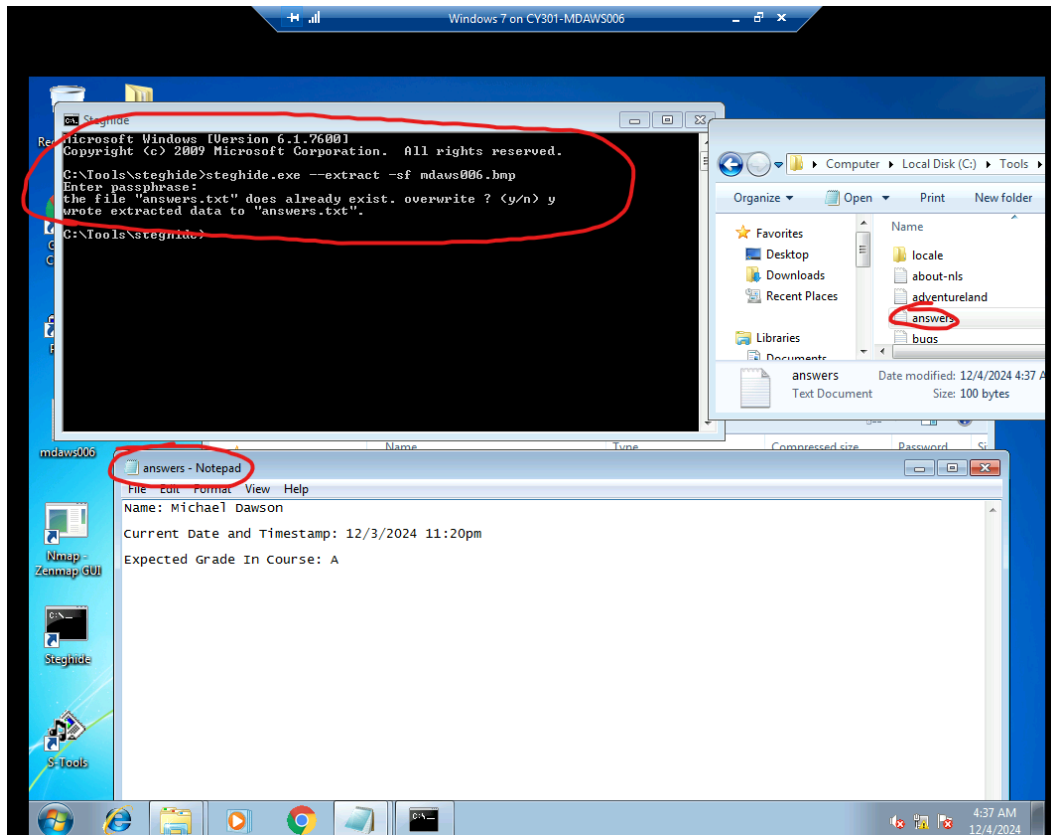 Windows 7 on CY301-MDAWS006
Steghide
Microsoft Windows [Version 6.1.7600]
Copyright (c) 2009 Microsoft Corporation.  All rights reserved.
C:\Tools\steghide>steghide.exe --extract -sf mdaws006.bmp
Enter passphrase:
the file "answers.txt" does already exist. overwrite ? (y/n) y
wrote extracted data to "answers.txt".
C:\Tools\steghide>
Computer Local Disk (C:) Tools
Organize Open Print New folder
Name
Favorites
Desktop
Downloads
Recent Places
Libraries
Documents
locale
about-nls
adventureland
answers
bugs
answers Date modified: 12/4/2024 4:37 A
Text Document Size: 100 bytes
Name Type Compressed size Password Si
mdaws006
answers - Notepad
File Edit Format View Help
Name: Michael Dawson
Current Date and Timestamp: 12/3/2024 11:20pm
Expected Grade In Course: A
Nmap -
Zenmap GUI
C:\_
Steghide
S-Tools
4:37 AM
12/4/2024